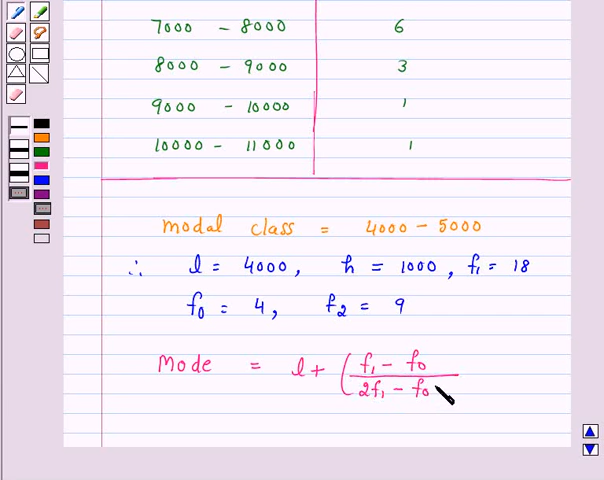 7000 - 8000 6
8000 - 9000 3
9000 - 10000 1
10000 - 11000 1
modal class = 4000 - 5000
∴ l = 4000, h = 1000, f₁ = 18
f₀ = 4, f₂ = 9
Mode = l + ( f₁ - f₀
2f₁ - f₀